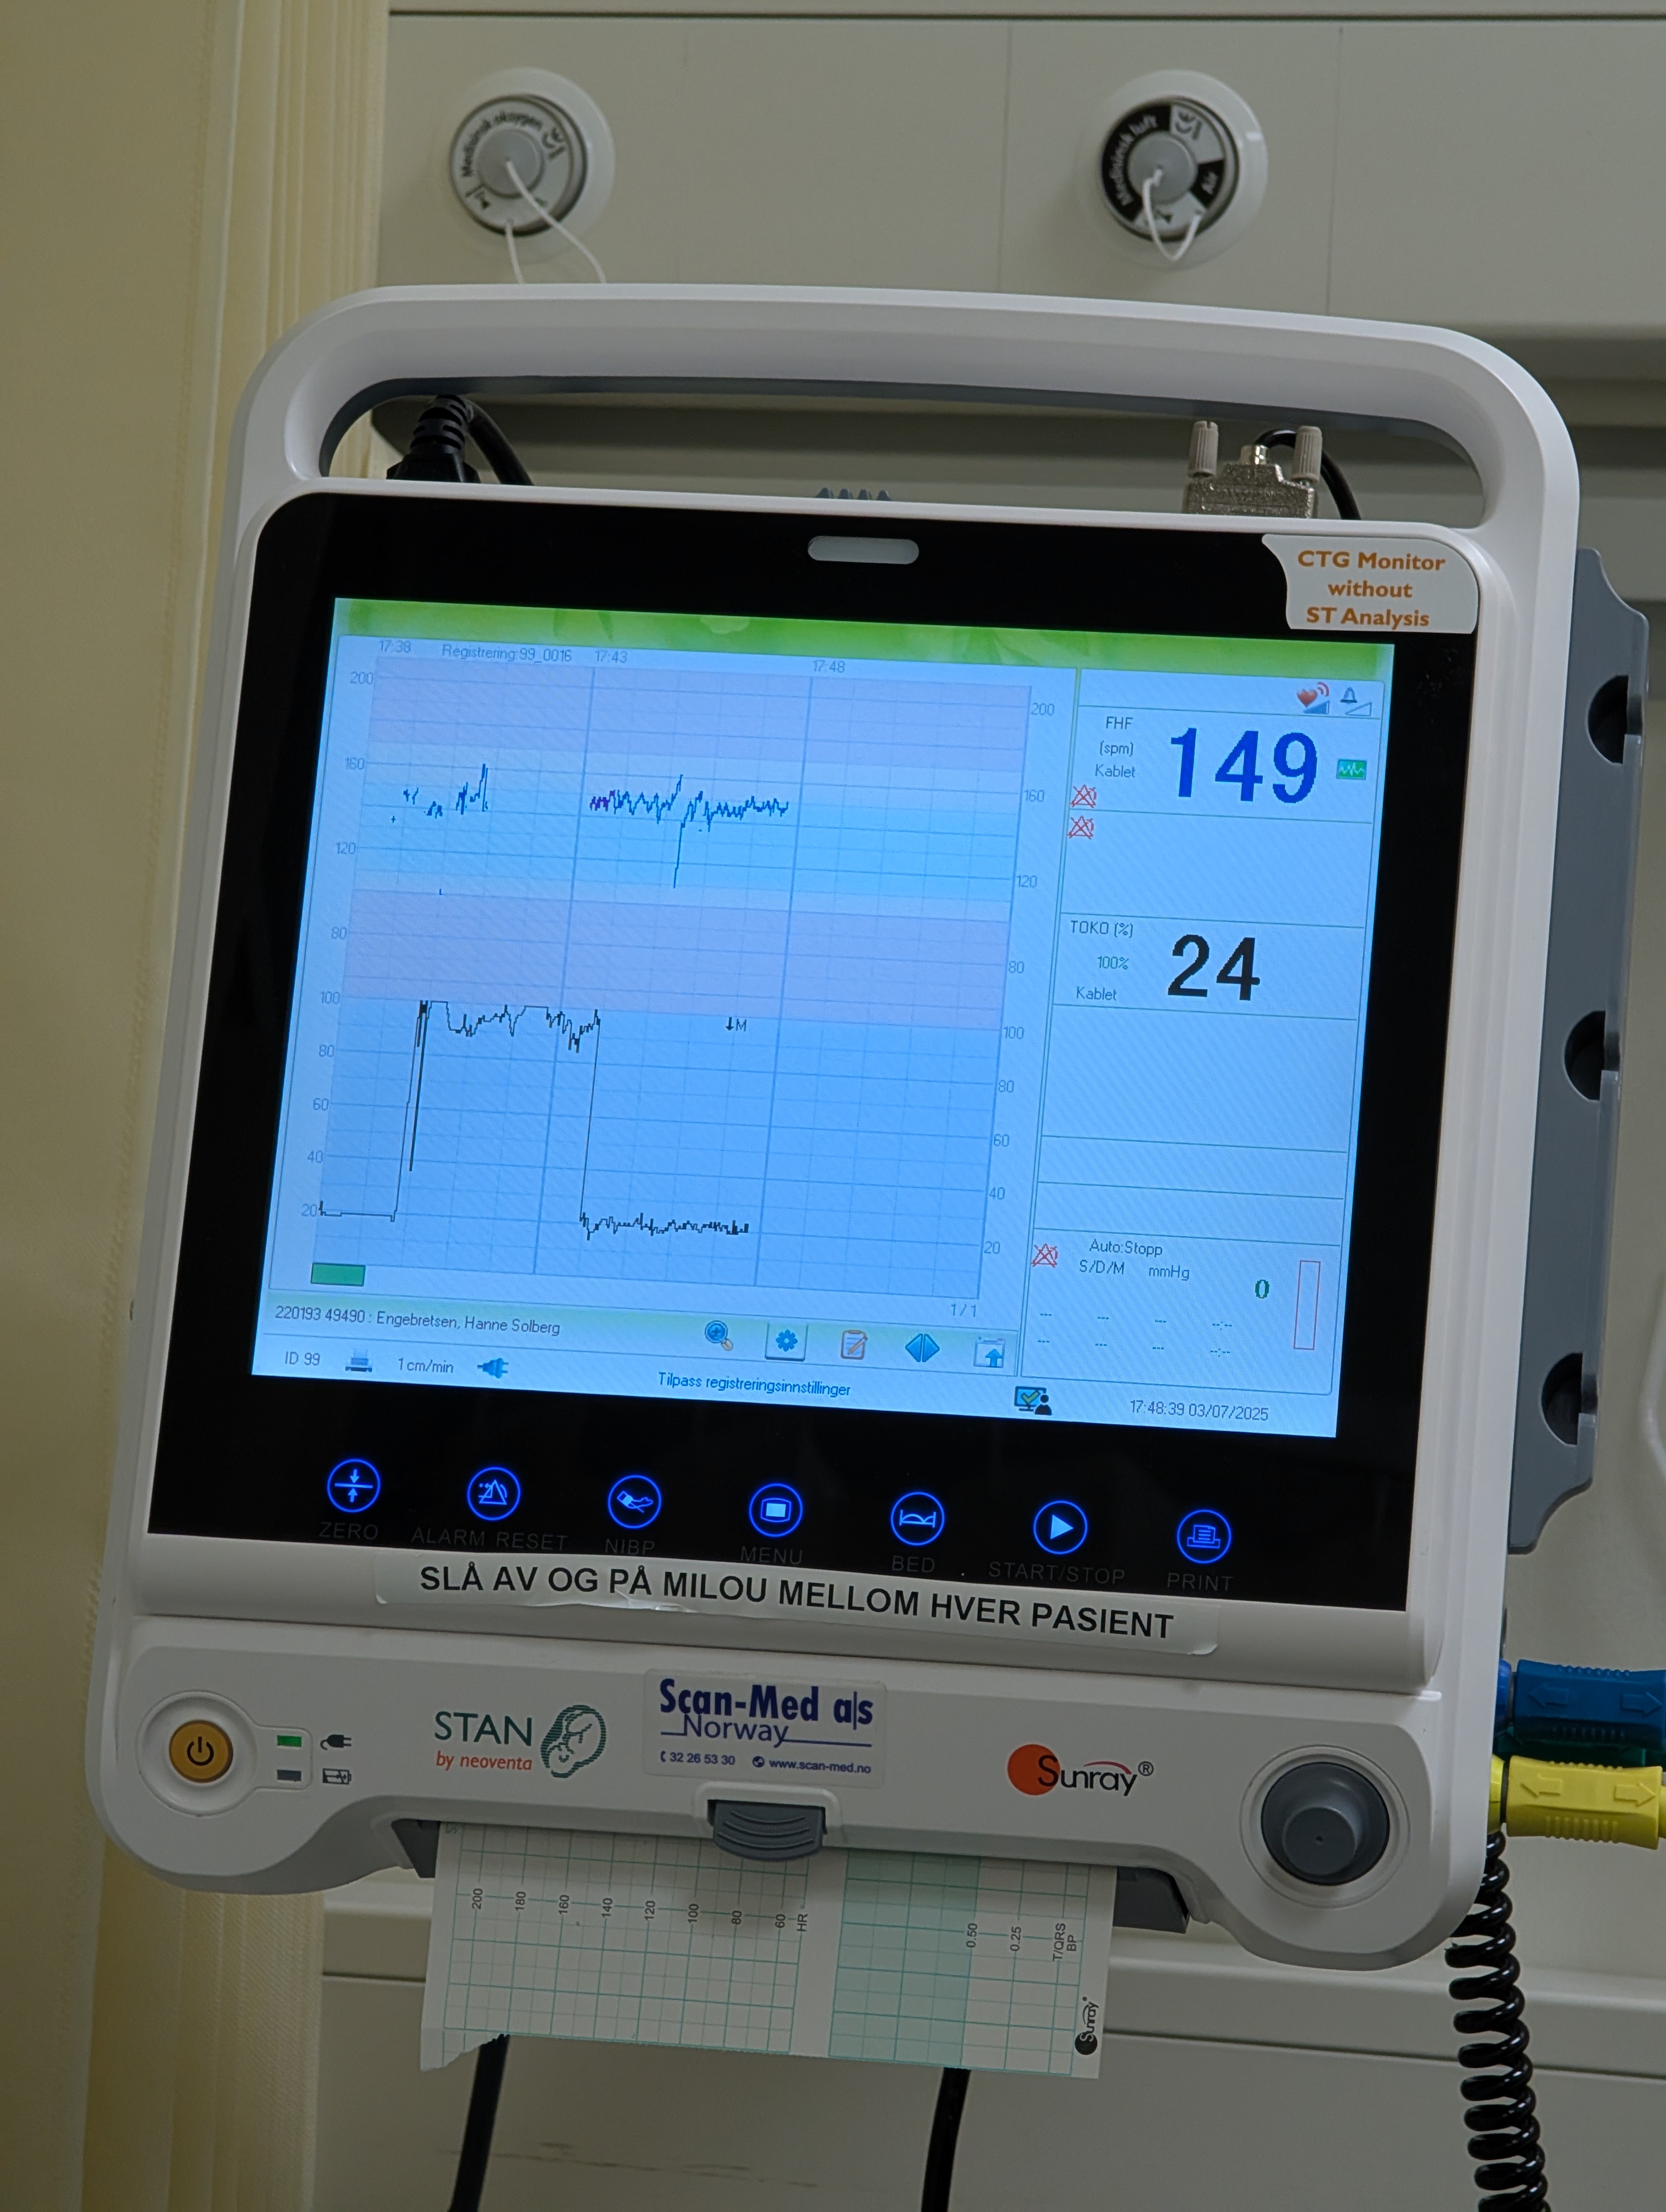 Medisinsk oksygen
Medisinsk luft
Air
CTG Monitor
without
ST Analysis
17:38
Registrering:99_0016
17:43
17:48
200
160
120
80
200
160
120
80
100
80
60
40
20
100
80
60
40
20
↓M
FHF
(spm)
Kablet
149
TOKO (%)
100%
Kablet
24
Auto:Stopp
S/D/M mmHg
0
--- --- --- --:--
--- --- --- --:--
1/1
220193 49490 : Engebretsen, Hanne Solberg
ID 99
1 cm/min
Tilpass registreringsinnstillinger
17:48:39 03/07/2025
ZERO
ALARM RESET
NIBP
MENU
BED
START/STOP
PRINT
SLÅ AV OG PÅ MILOU MELLOM HVER PASIENT
STAN
by neoventa
Scan-Med a|s
Norway
32 26 53 30 www.scan-med.no
Sunray®
200
180
160
140
120
100
80
60
HR
0.50
0.25
T/QRS
BP
Sunray®